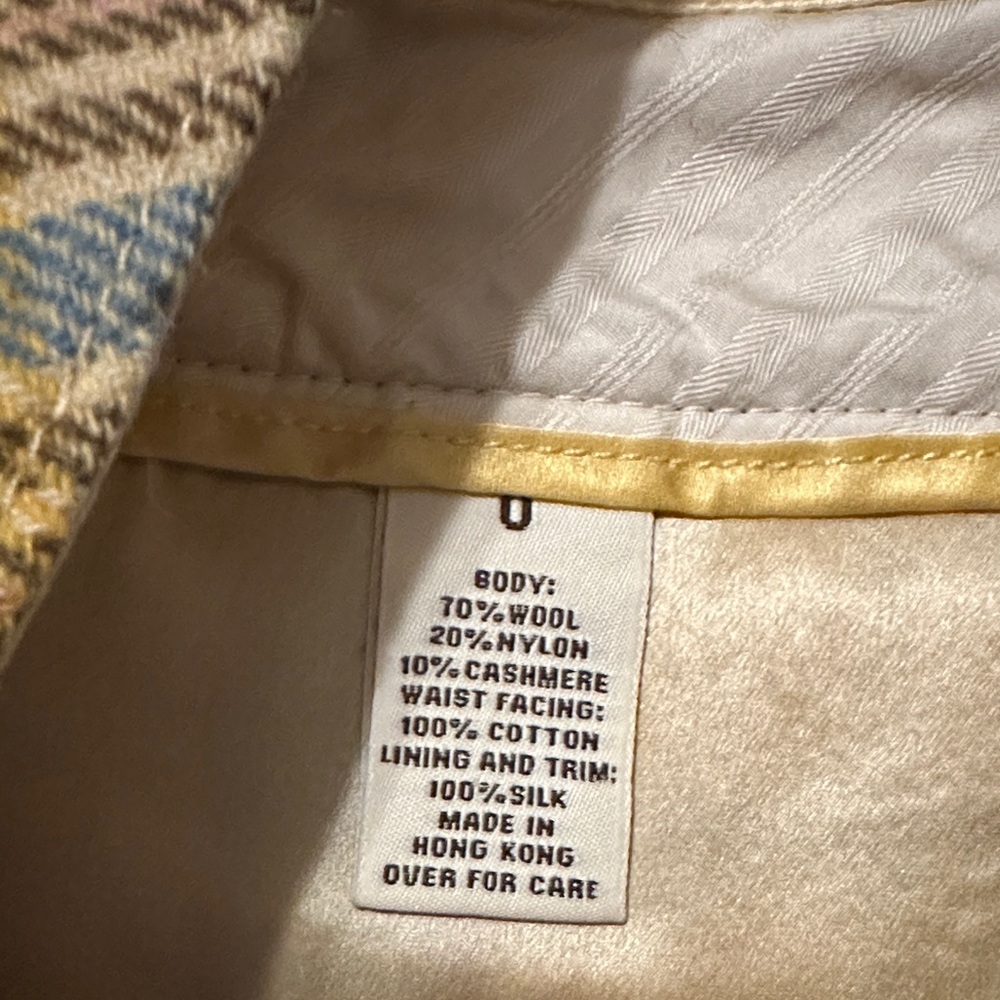 0
BODY:
70% WOOL
20% NYLON
10% CASHMERE
WAIST FACING:
100% COTTON
LINING AND TRIM:
100% SILK
MADE IN
HONG KONG
OVER FOR CARE